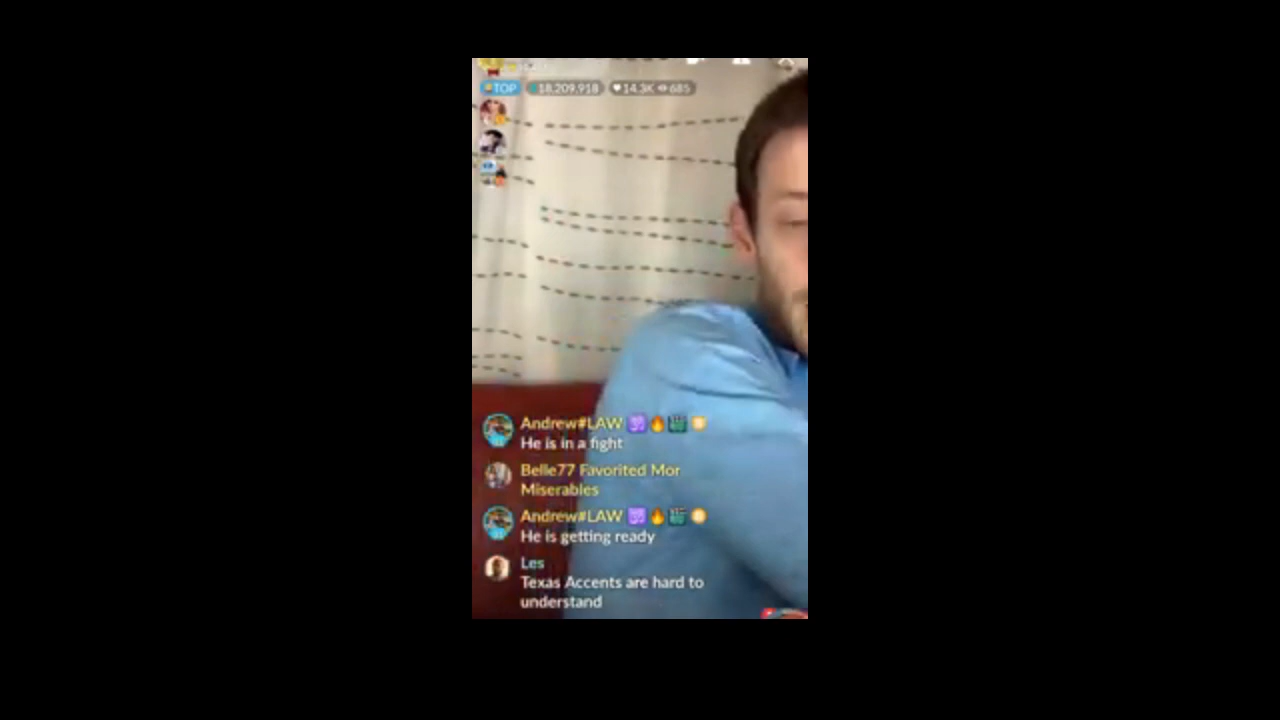 TOP 18,209,918 14.3K 685
Andrew#LAW
He is in a fight
Belle77 Favorited Mor
Miserables
Andrew#LAW
He is getting ready
Les
Texas Accents are hard to
understand